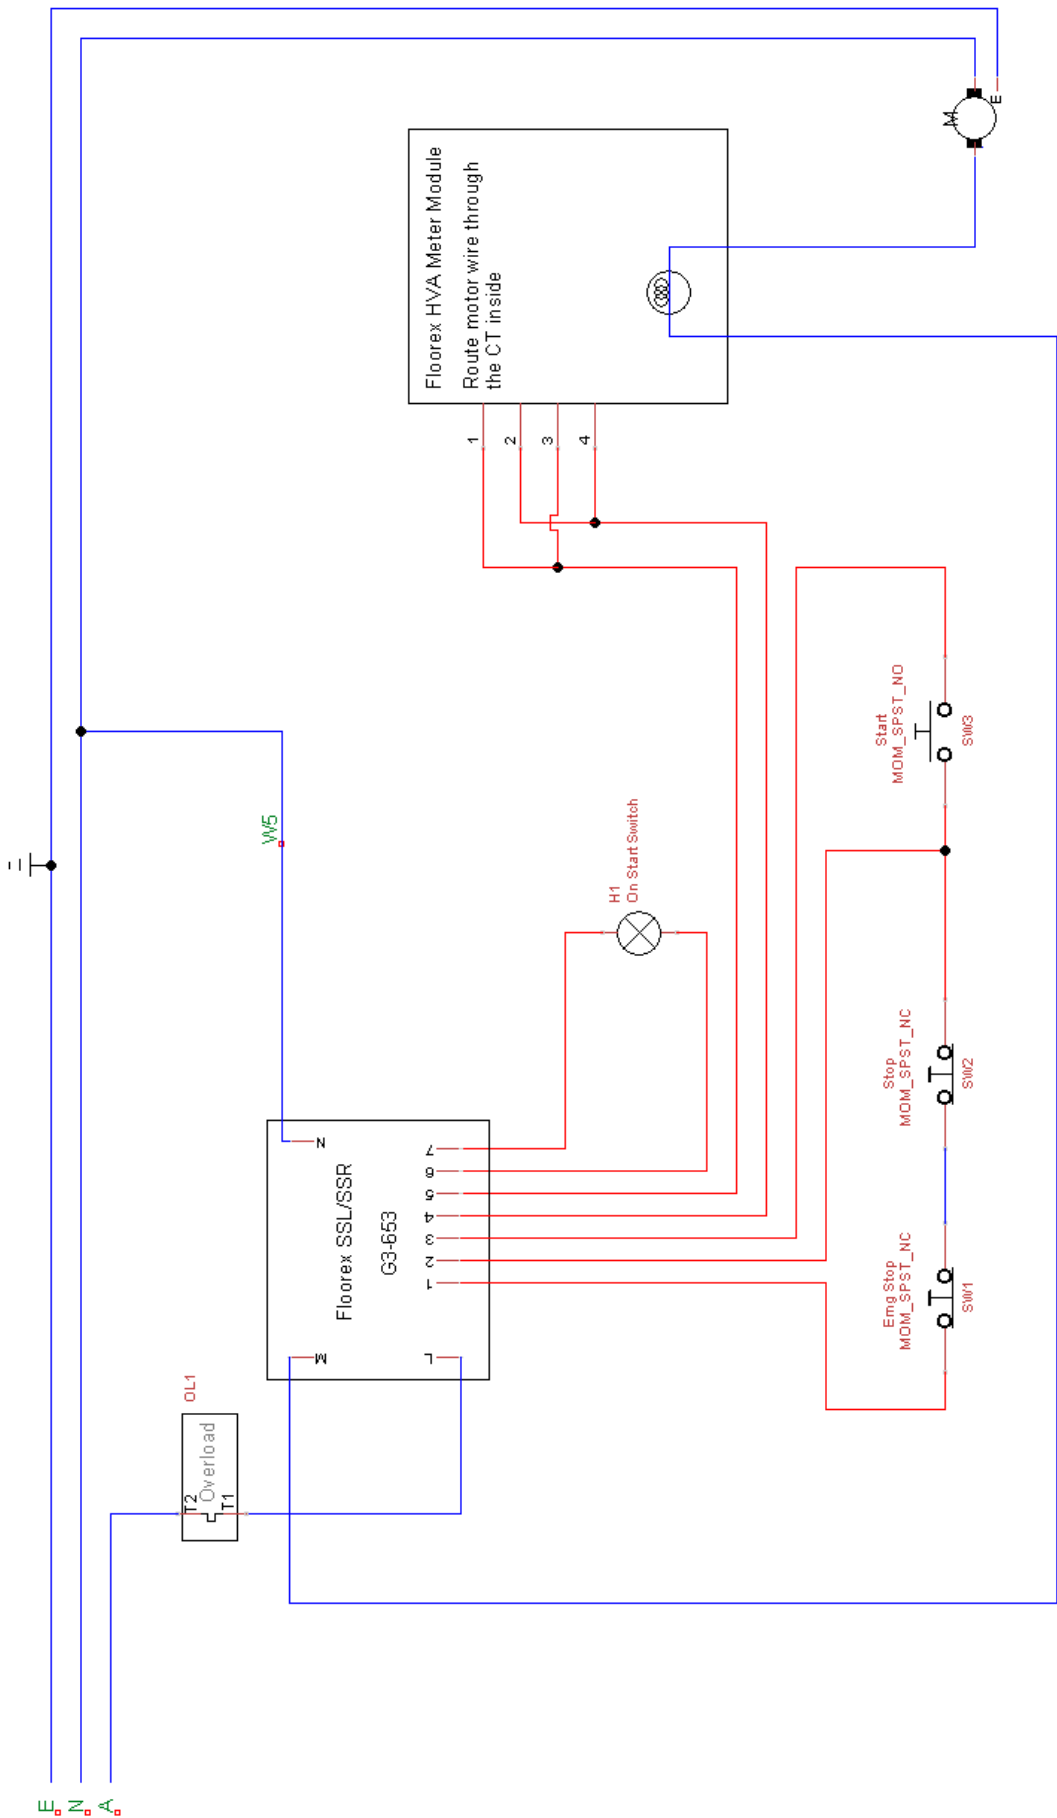 E
N
A
OL1
Overload
T2
T1
W5
Floorex SSL/SSR
G3-653
M
N
L
1
2
3
4
5
6
7
H1
On Start Switch
Floorex HVA Meter Module
Route motor wire through
the CT inside
1
2
3
4
M
E
Emg Stop
MOM_SPST_NC
SW1
Stop
MOM_SPST_NC
SW2
Start
MOM_SPST_NO
SW3